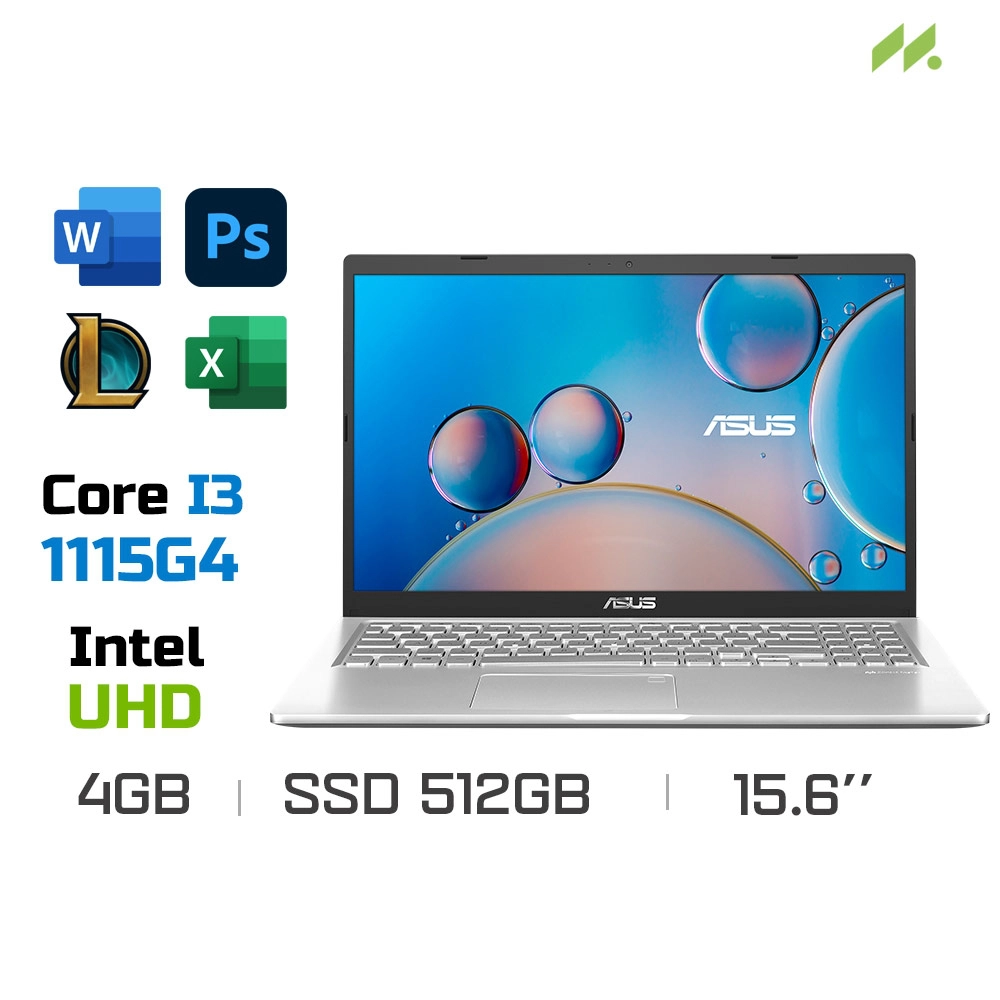 W
Ps
L
X
Core I3
1115G4
Intel
UHD
ASUS
ASUS
4GB | SSD 512GB | 15.6’’